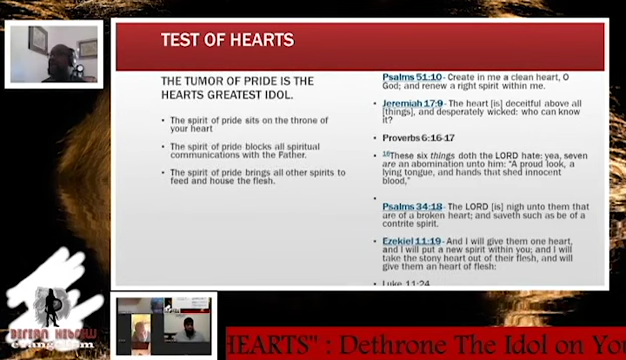 TEST OF HEARTS
THE TUMOR OF PRIDE IS THE
HEARTS GREATEST IDOL.
• The spirit of pride sits on the throne of
your heart
• The spirit of pride blocks all spiritual
communications with the Father.
• The spirit of pride brings all other spirits to
feed and house the flesh.
Psalms 51:10- Create in me a clean heart, O
God; and renew a right spirit within me.
• Jeremiah 17:9- The heart [is] deceitful above all
[things], and desperately wicked: who can know
it?
• Proverbs 6:16-17
• 16These six things doth the LORD hate: yea, seven
are an abomination unto him: "A proud look, a
lying tongue, and hands that shed innocent
blood,"
•
Psalms 34:18- The LORD [is] nigh unto them that
are of a broken heart; and saveth such as be of a
contrite spirit.
• Ezekiel 11:19- And I will give them one heart,
and I will put a new spirit within you; and I will
take the stony heart out of their flesh, and will
give them an heart of flesh:
• Luke 11:24
HEARTS" : Dethrone The Idol on You